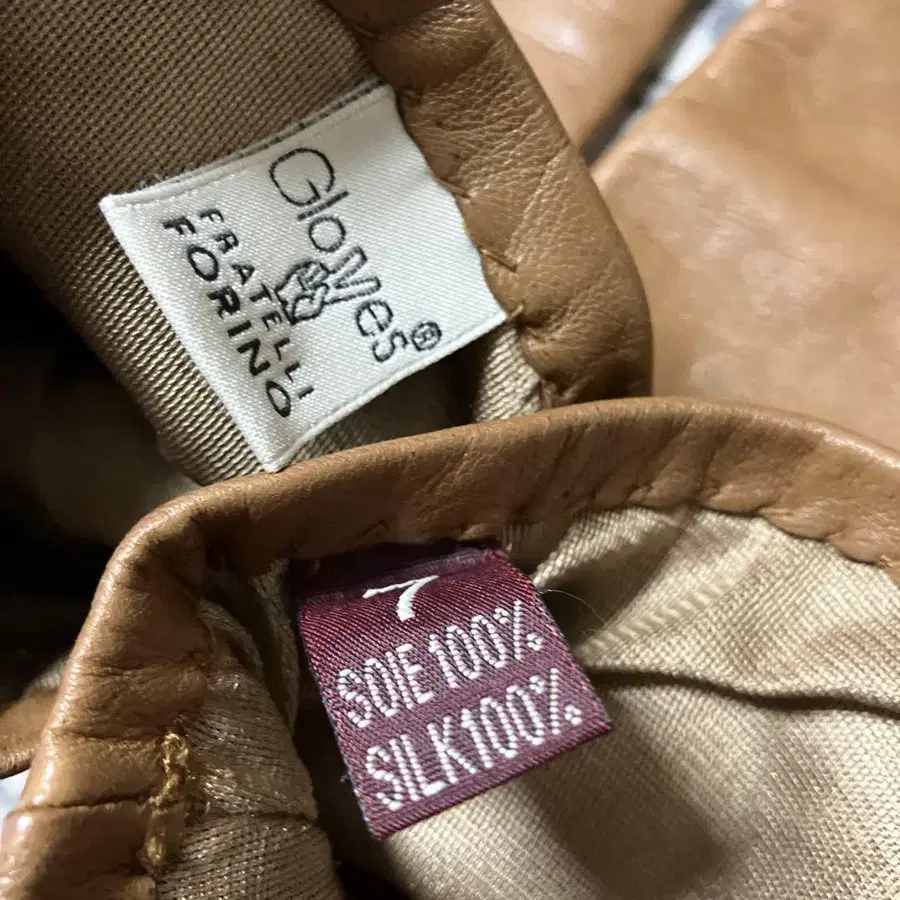 GloVes®
FRATELLI
FORINO
7
SOIE 100%
SILK100%